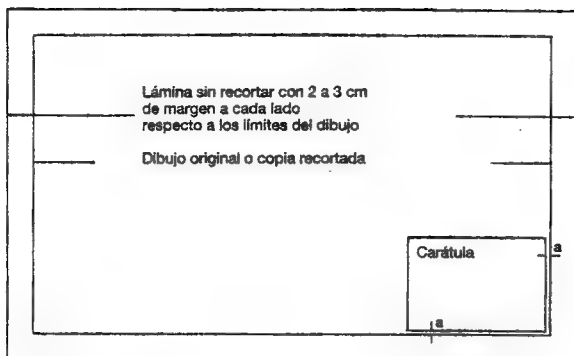 Lámina sin recortar con 2 a 3 cm
de margen a cada lado
respecto a los límites del dibujo
Dibujo original o copia recortada
Carátula
a
a